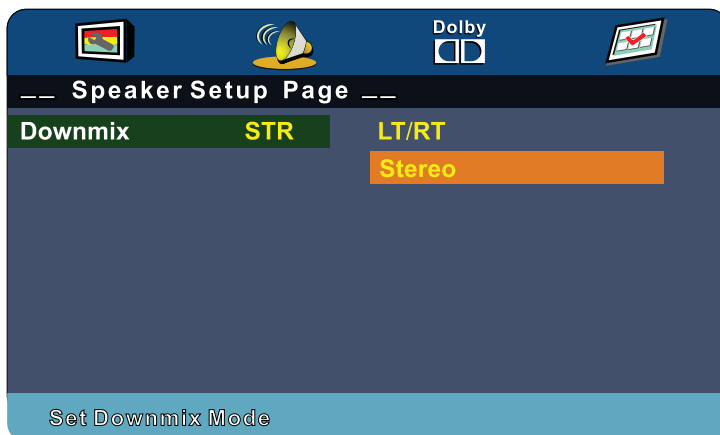 Dolby
__ Speaker Setup Page __
Downmix STR LT/RT
Stereo
Set Downmix Mode